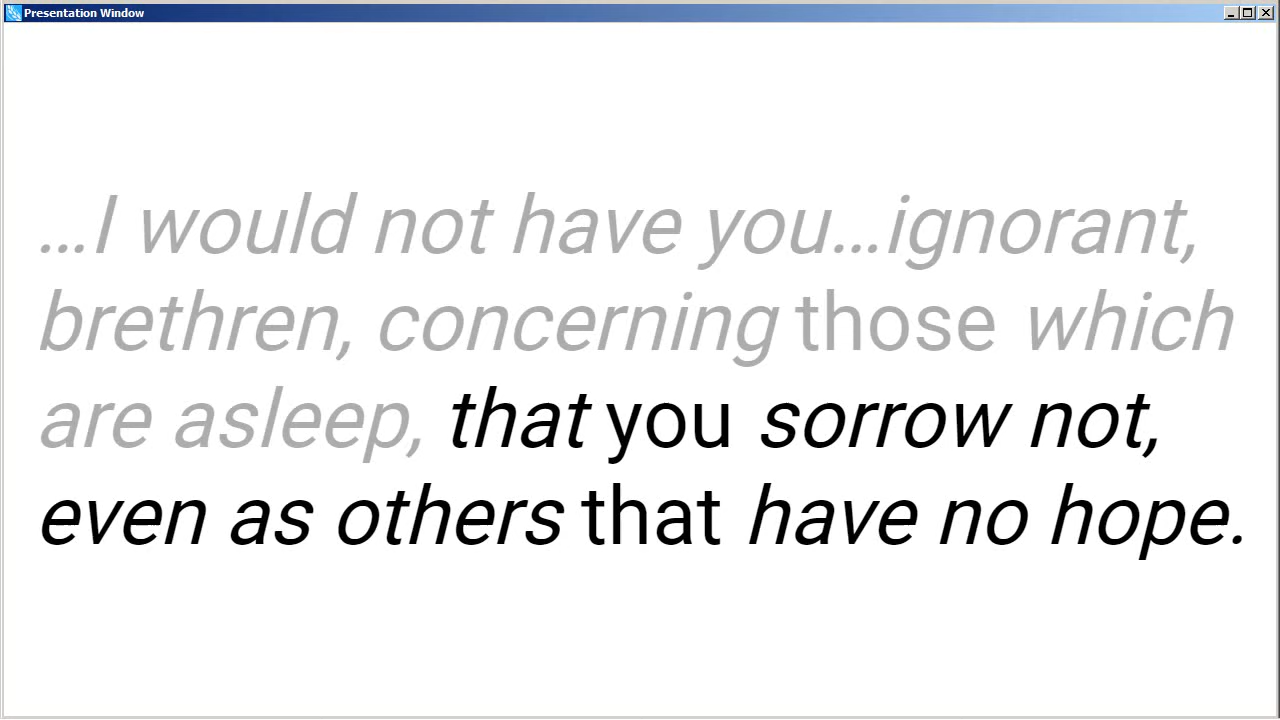 Presentation Window
…I would not have you…ignorant,
brethren, concerning those which
are asleep, that you sorrow not,
even as others that have no hope.